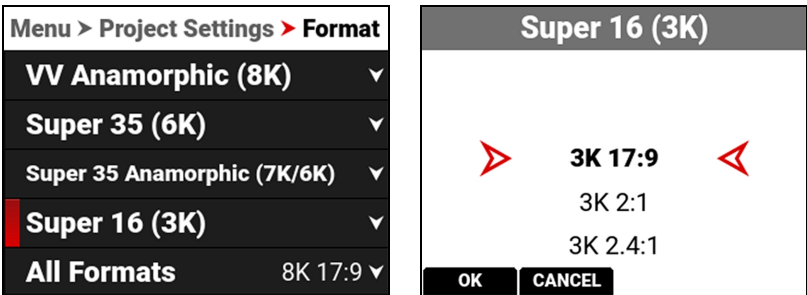 Menu > Project Settings > Format
VV Anamorphic (8K)
Super 35 (6K)
Super 35 Anamorphic (7K/6K)
Super 16 (3K)
All Formats 8K 17:9
Super 16 (3K)
3K 17:9
3K 2:1
3K 2.4:1
OK CANCEL